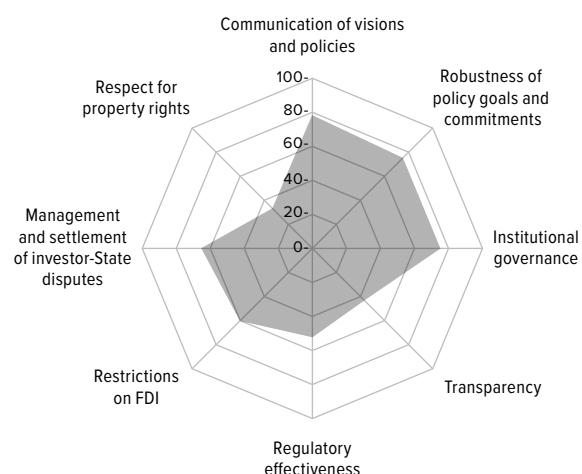 Communication of visions
and policies
Robustness of
policy goals and
commitments
Institutional
governance
Transparency
Regulatory
effectiveness
Restrictions
on FDI
Management
and settlement
of investor-State
disputes
Respect for
property rights
100-
80-
60-
40-
20-
0-